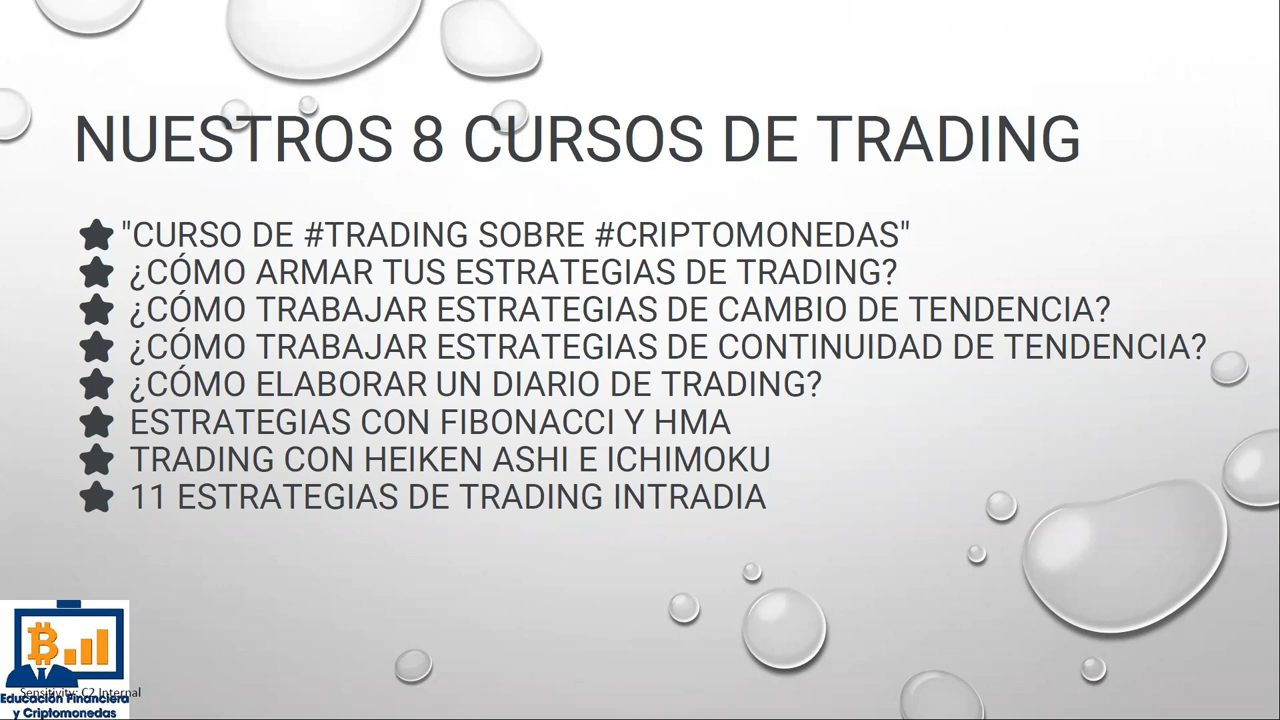 NUESTROS 8 CURSOS DE TRADING
"CURSO DE #TRADING SOBRE #CRIPTOMONEDAS"
¿CÓMO ARMAR TUS ESTRATEGIAS DE TRADING?
¿CÓMO TRABAJAR ESTRATEGIAS DE CAMBIO DE TENDENCIA?
¿CÓMO TRABAJAR ESTRATEGIAS DE CONTINUIDAD DE TENDENCIA?
¿CÓMO ELABORAR UN DIARIO DE TRADING?
ESTRATEGIAS CON FIBONACCI Y HMA
TRADING CON HEIKEN ASHI E ICHIMOKU
11 ESTRATEGIAS DE TRADING INTRADIA
Sensitivity: C2 Internal
Educación Financiera
y Criptomonedas